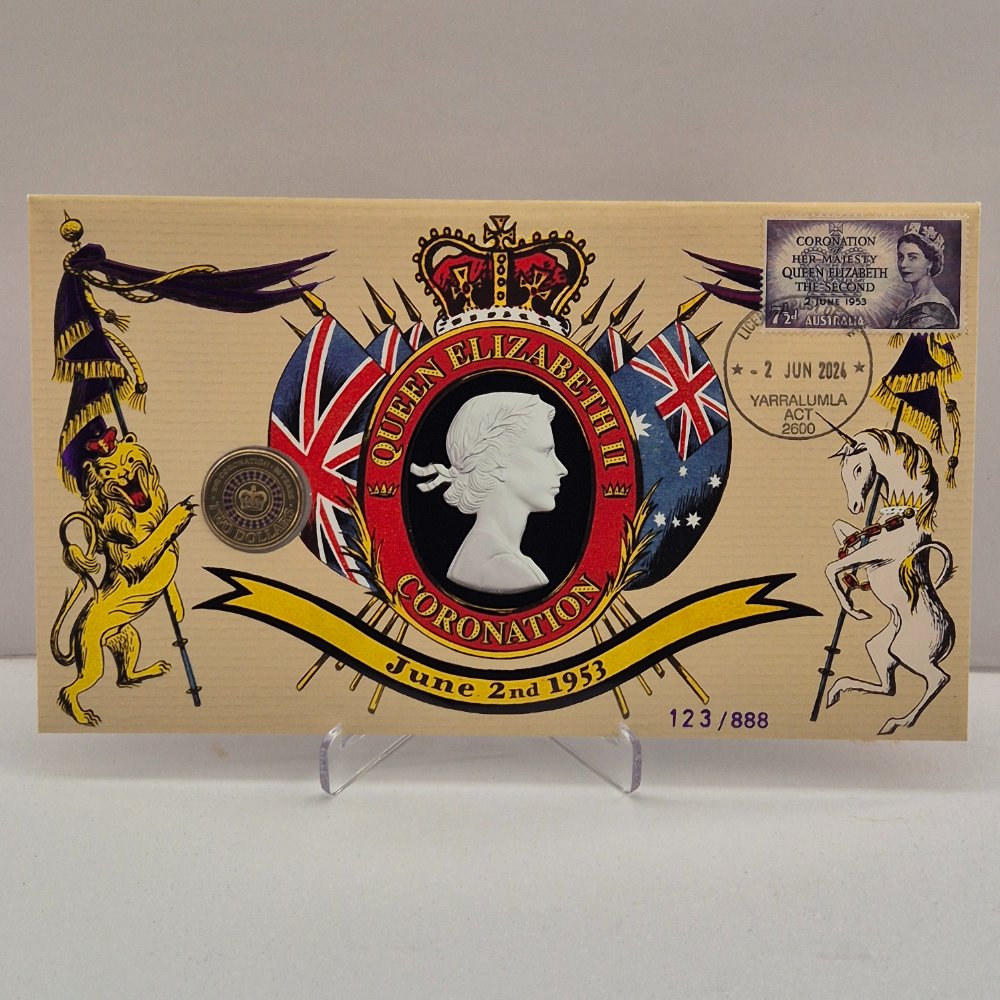 CORONATION
of
HER MAJESTY
QUEEN ELIZABETH
THE SECOND
2 JUNE 1953
7½d
AUSTRALIA
- 2 JUN 2024
YARRALUMLA
ACT
2600
QUEEN ELIZABETH II
CORONATION
TWO DOLLARS
June 2nd 1953
123/888